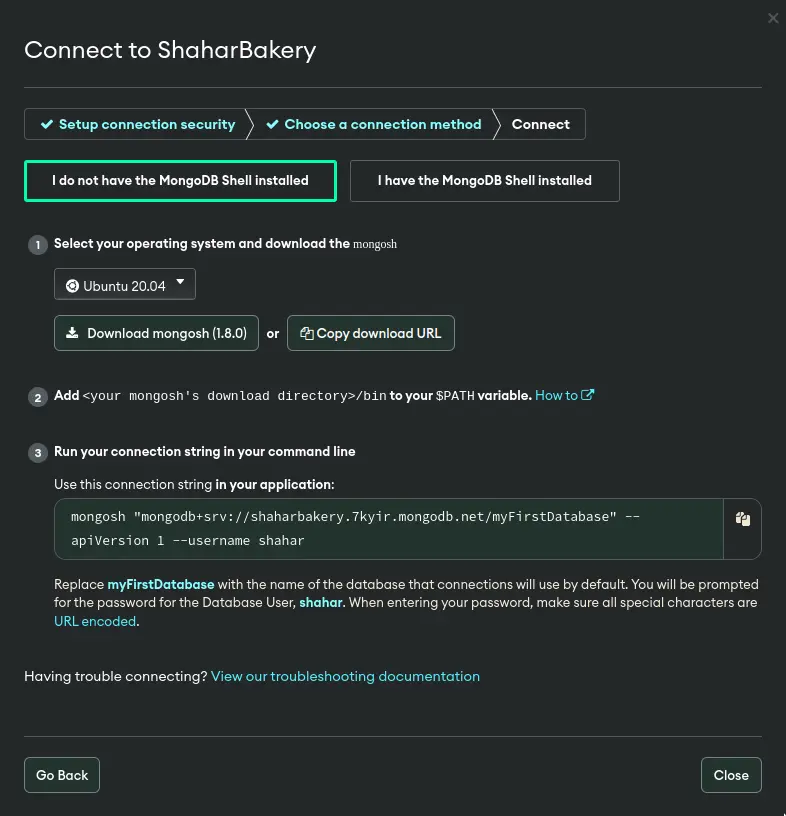 Connect to ShaharBakery
Setup connection security
Choose a connection method
Connect
I do not have the MongoDB Shell installed
I have the MongoDB Shell installed
1 Select your operating system and download the mongosh
Ubuntu 20.04
Download mongosh (1.8.0) or Copy download URL
2 Add <your mongosh's download directory>/bin to your $PATH variable. How to
3 Run your connection string in your command line
Use this connection string in your application:
mongosh "mongodb+srv://shaharbakery.7kyir.mongodb.net/myFirstDatabase" --
apiVersion 1 --username shahar
Replace myFirstDatabase with the name of the database that connections will use by default. You will be prompted
for the password for the Database User, shahar. When entering your password, make sure all special characters are
URL encoded.
Having trouble connecting? View our troubleshooting documentation
Go Back
Close